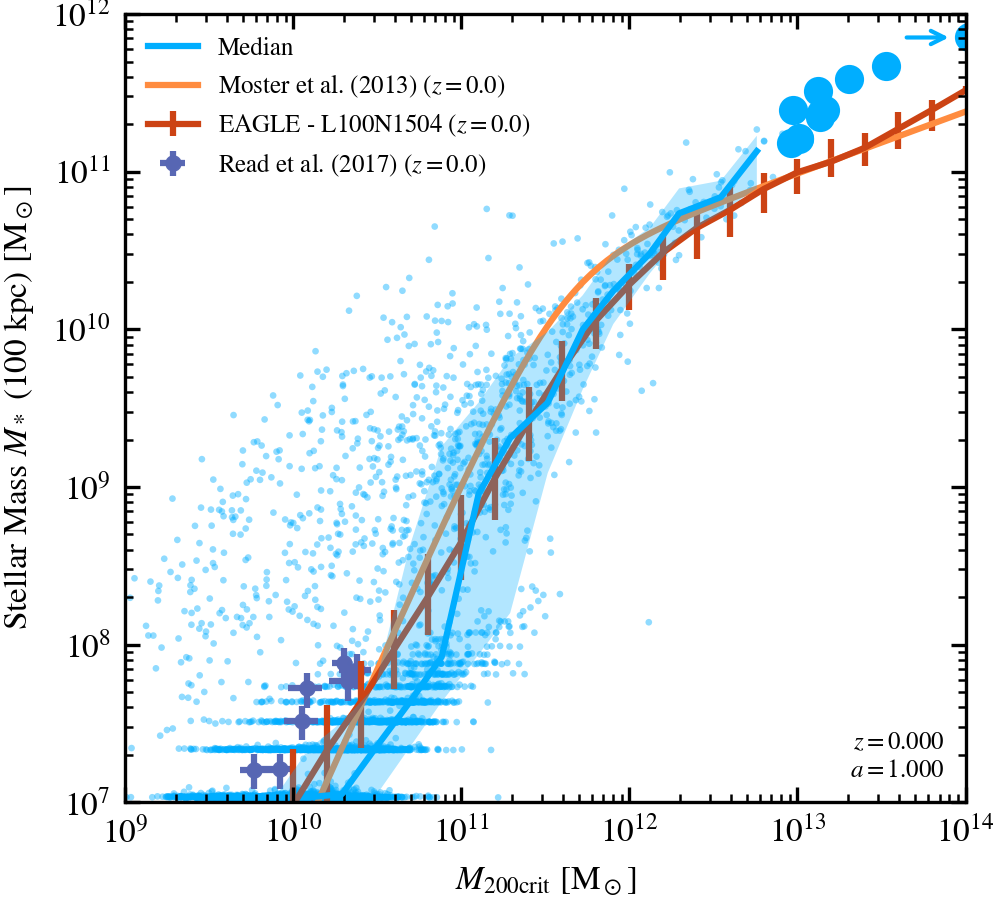 Median
Moster et al. (2013) (z = 0.0)
EAGLE - L100N1504 (z = 0.0)
Read et al. (2017) (z = 0.0)
10¹²
10¹¹
10¹⁰
10⁹
10⁸
10⁷
Stellar Mass M* (100 kpc) [M⊙]
z = 0.000
a = 1.000
10⁹ 10¹⁰ 10¹¹ 10¹² 10¹³ 10¹⁴
M₂₀₀crit [M⊙]